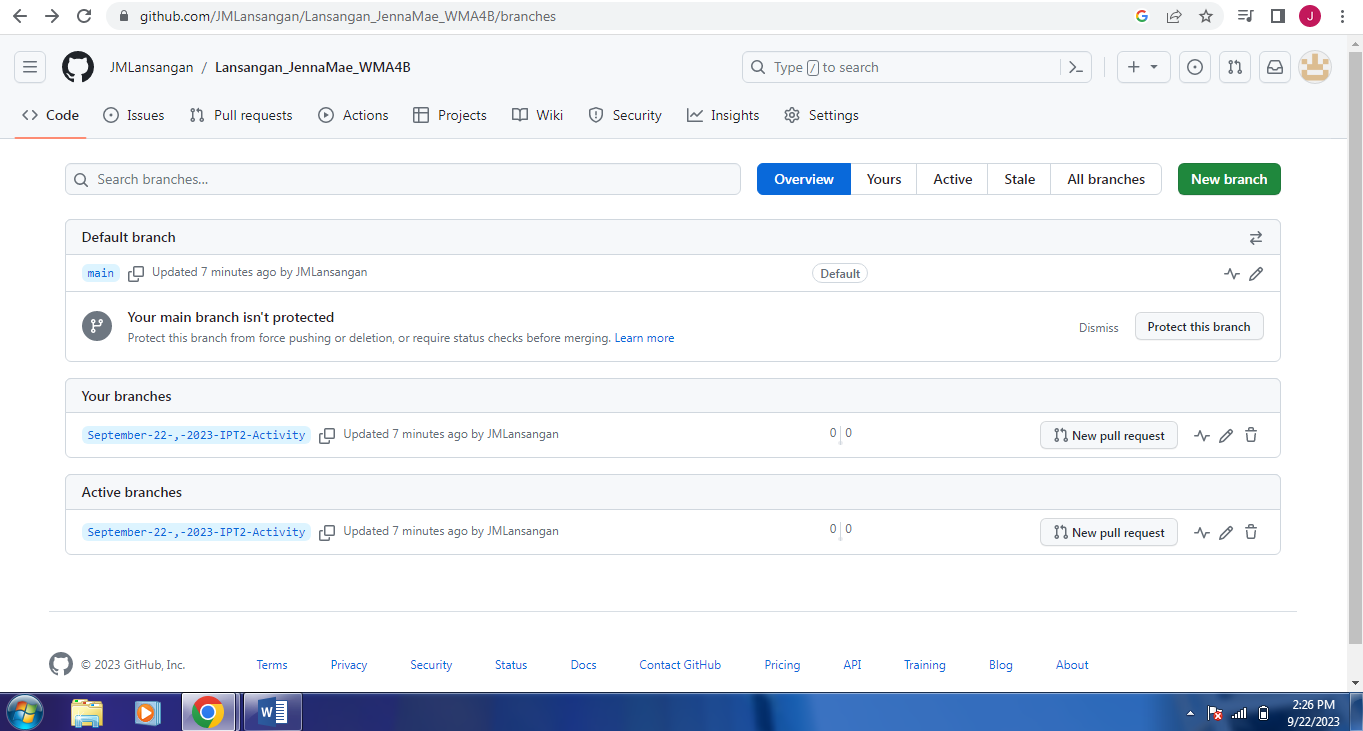 github.com/JMLansangan/Lansangan_JennaMae_WMA4B/branches
G
J
JMLansangan / Lansangan_JennaMae_WMA4B
Type / to search
Code Issues Pull requests Actions Projects Wiki Security Insights Settings
Search branches...
Overview Yours Active Stale All branches New branch
Default branch
main Updated 7 minutes ago by JMLansangan Default
Your main branch isn't protected
Protect this branch from force pushing or deletion, or require status checks before merging. Learn more
Dismiss Protect this branch
Your branches
September-22-,-2023-IPT2-Activity Updated 7 minutes ago by JMLansangan 0 0 New pull request
Active branches
September-22-,-2023-IPT2-Activity Updated 7 minutes ago by JMLansangan 0 0 New pull request
© 2023 GitHub, Inc. Terms Privacy Security Status Docs Contact GitHub Pricing API Training Blog About
W
2:26 PM
9/22/2023